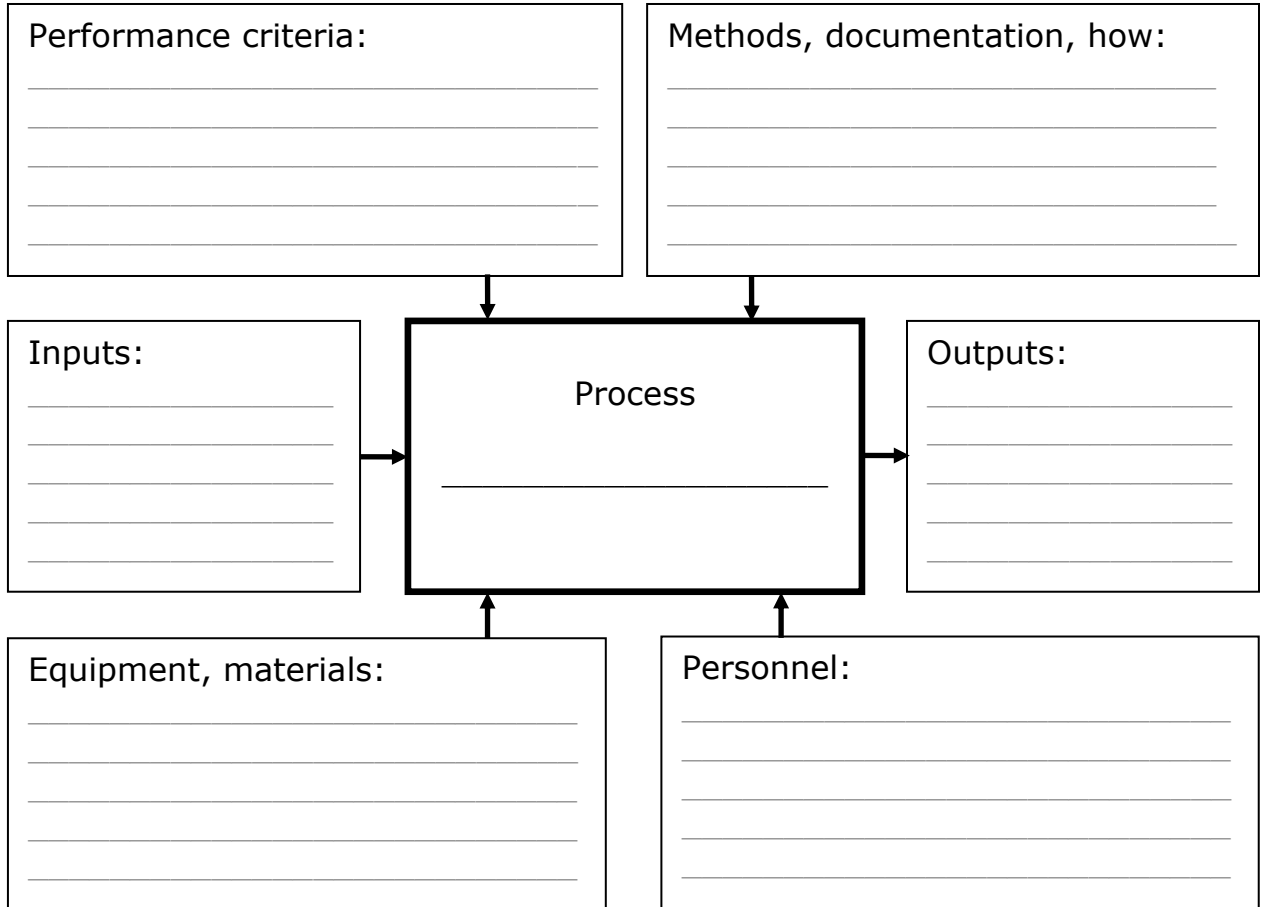 Performance criteria:
Methods, documentation, how:
Inputs:
Process
Outputs:
Equipment, materials:
Personnel: